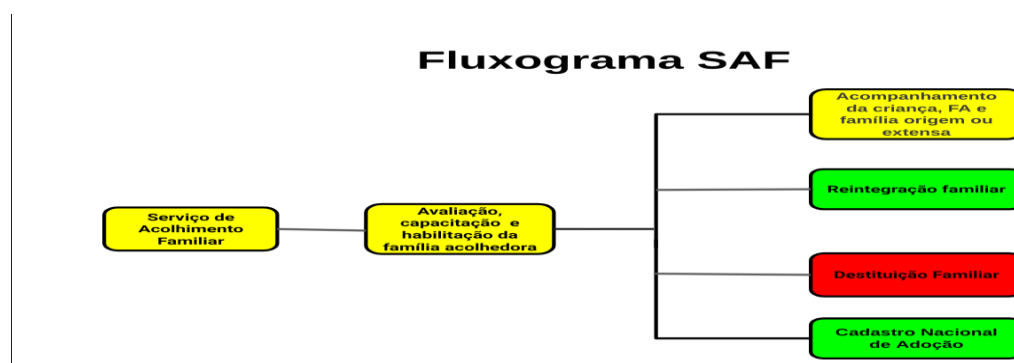 Fluxograma SAF
Acompanhamento
da criança, FA e
família origem ou
extensa
Reintegração familiar
Serviço de
Acolhimento
Familiar
Avaliação,
capacitação e
habilitação da
família acolhedora
Destituição Familiar
Cadastro Nacional
de Adoção